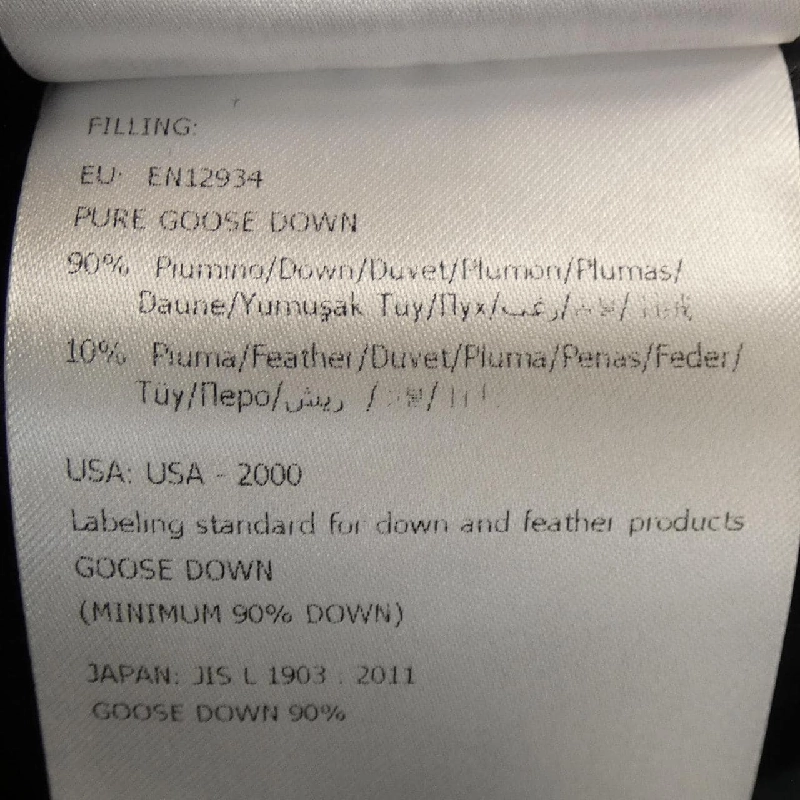 FILLING:
EU: EN12934
PURE GOOSE DOWN
90% Piumino/Down/Duvet/Plumon/Plumas/
Daune/Yumuşak Tüy/Пух/زغب/
10% Piuma/Feather/Duvet/Pluma/Penas/Feder/
Tüy/Перо/ريش /
USA: USA - 2000
Labeling standard for down and feather products
GOOSE DOWN
(MINIMUM 90% DOWN)
JAPAN: JIS L 1903 : 2011
GOOSE DOWN 90%